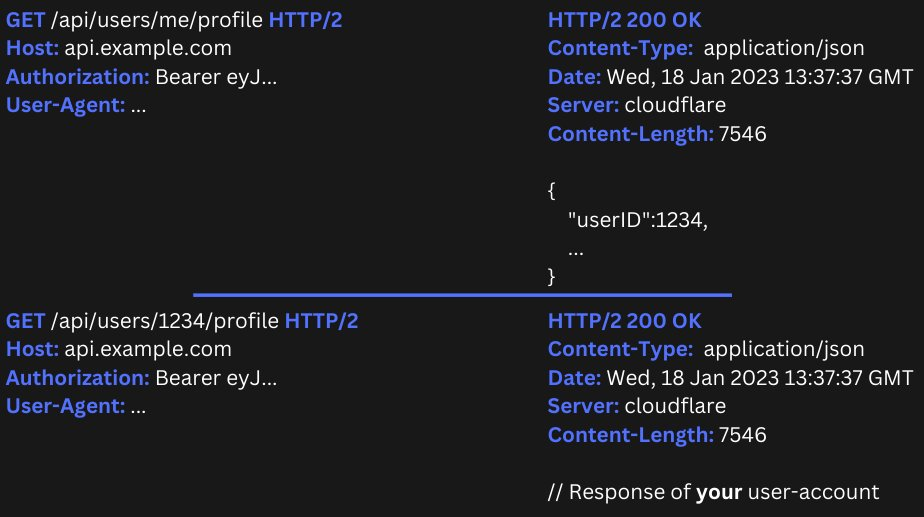 GET /api/users/me/profile HTTP/2
Host: api.example.com
Authorization: Bearer eyJ...
User-Agent: ...
HTTP/2 200 OK
Content-Type: application/json
Date: Wed, 18 Jan 2023 13:37:37 GMT
Server: cloudflare
Content-Length: 7546
{
"userID":1234,
...
}
GET /api/users/1234/profile HTTP/2
Host: api.example.com
Authorization: Bearer eyJ...
User-Agent: ...
HTTP/2 200 OK
Content-Type: application/json
Date: Wed, 18 Jan 2023 13:37:37 GMT
Server: cloudflare
Content-Length: 7546
// Response of your user-account